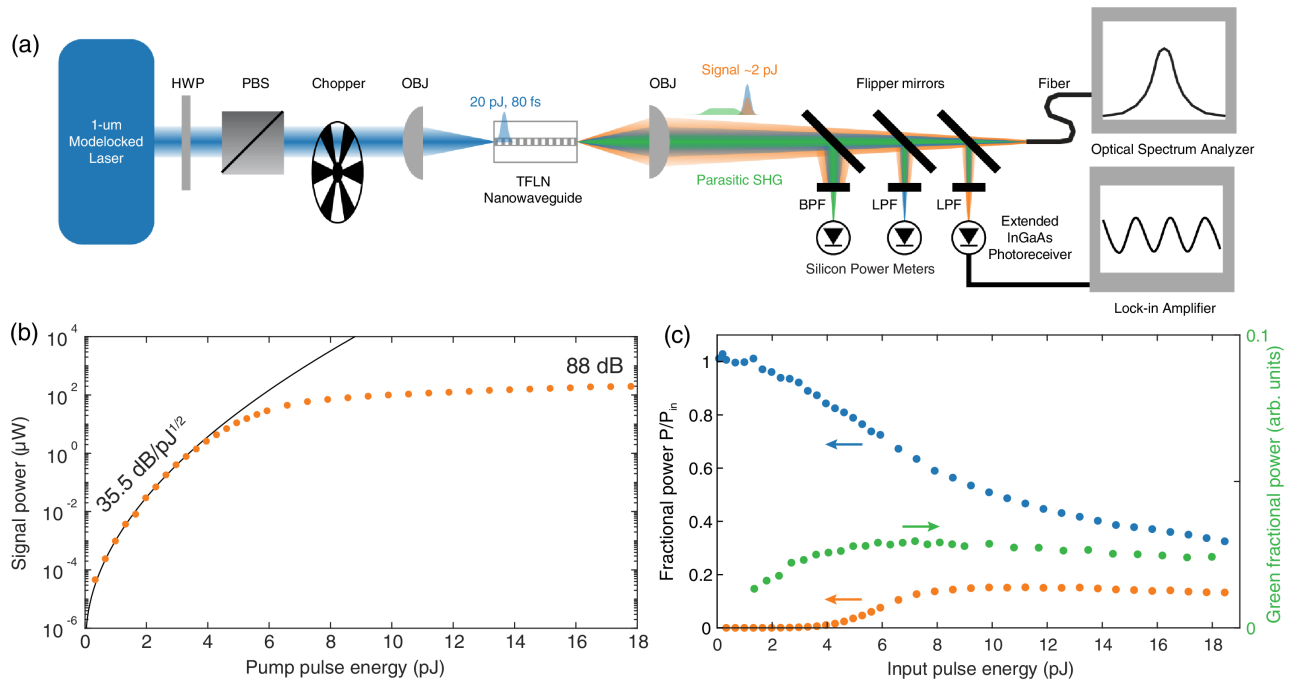 (a)
1-um
Modelocked
Laser
HWP
PBS
Chopper
OBJ
20 pJ, 80 fs
TFLN
Nanowaveguide
OBJ
Signal ~2 pJ
Parasitic SHG
Flipper mirrors
BPF
LPF
LPF
Silicon Power Meters
Extended
InGaAs
Photoreceiver
Fiber
Optical Spectrum Analyzer
Lock-in Amplifier
(b)
Signal power (μW)
10^4
10^2
10^0
10^-2
10^-4
10^-6
35.5 dB/pJ^1/2
88 dB
0 2 4 6 8 10 12 14 16 18
Pump pulse energy (pJ)
(c)
Fractional power P/P_in
1
0.8
0.6
0.4
0.2
0
0.1
0
Green fractional power (arb. units)
0 2 4 6 8 10 12 14 16 18
Input pulse energy (pJ)